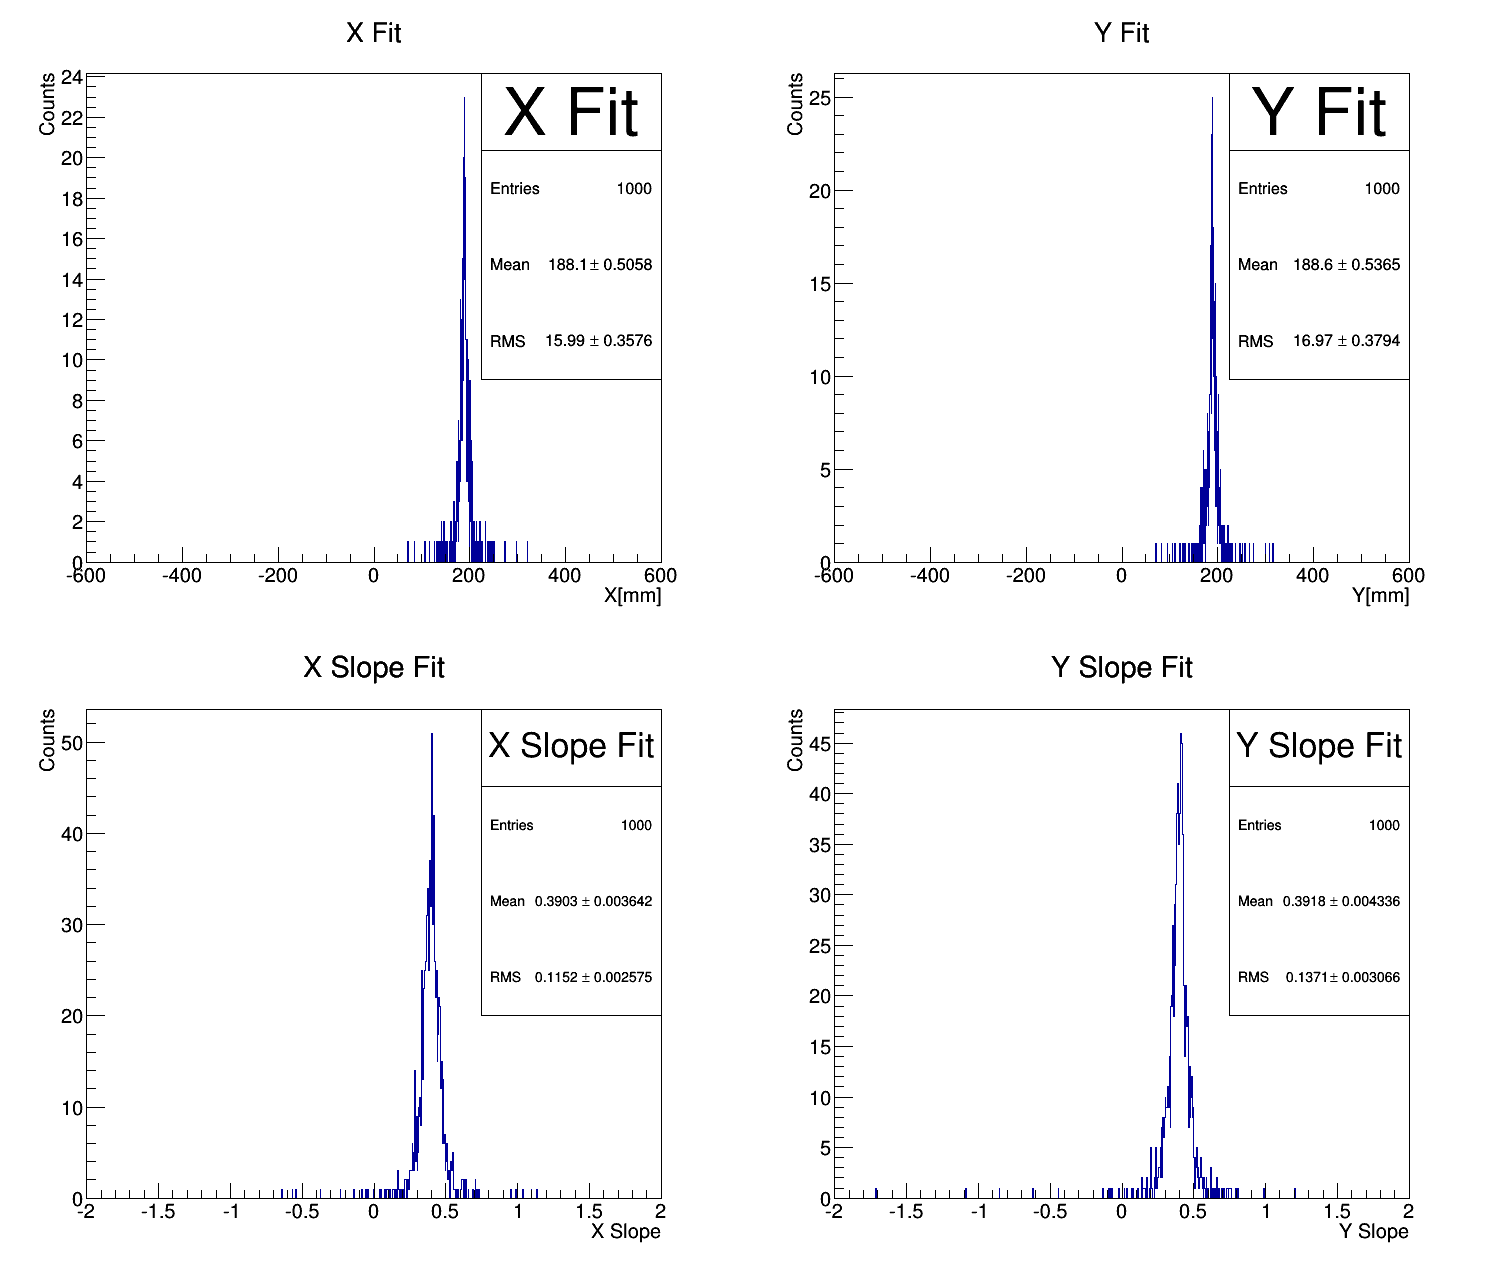 X Fit
Counts
24
22
20
18
16
14
12
10
8
6
4
2
0
-600 -400 -200 0 200 400 600
X[mm]
X Fit
Entries 1000
Mean 188.1 ± 0.5058
RMS 15.99 ± 0.3576
Y Fit
Counts
25
20
15
10
5
0
-600 -400 -200 0 200 400 600
Y[mm]
Y Fit
Entries 1000
Mean 188.6 ± 0.5365
RMS 16.97 ± 0.3794
X Slope Fit
Counts
50
40
30
20
10
0
-2 -1.5 -1 -0.5 0 0.5 1 1.5 2
X Slope
X Slope Fit
Entries 1000
Mean 0.3903 ± 0.003642
RMS 0.1152 ± 0.002575
Y Slope Fit
Counts
45
40
35
30
25
20
15
10
5
0
-2 -1.5 -1 -0.5 0 0.5 1 1.5 2
Y Slope
Y Slope Fit
Entries 1000
Mean 0.3918 ± 0.004336
RMS 0.1371 ± 0.003066